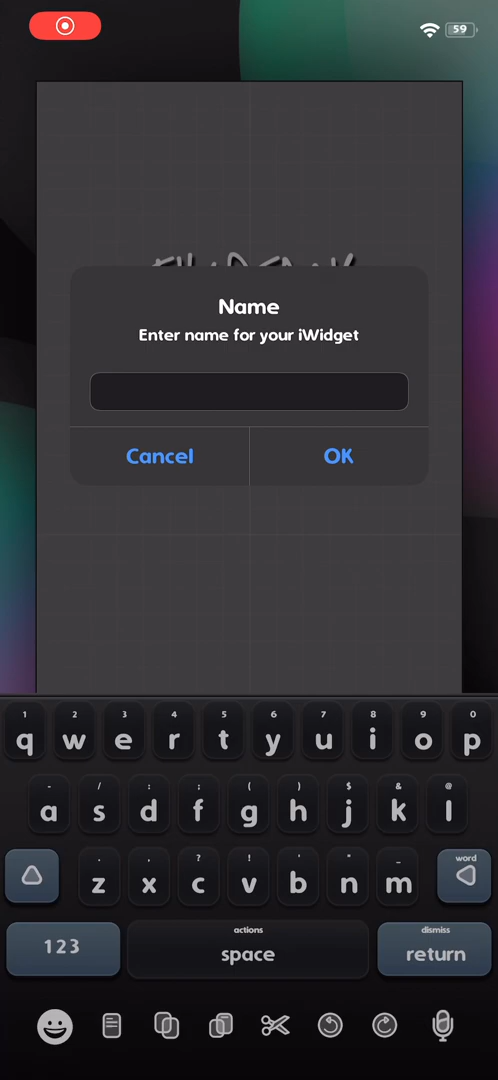 59
Name
Enter name for your iWidget
Cancel OK
1 2 3 4 5 6 7 8 9 0
q w e r t y u i o p
- / : ; ( ) $ & @
a s d f g h j k l
. , ? ! ' " _ word
z x c v b n m
actions dismiss
123 space return